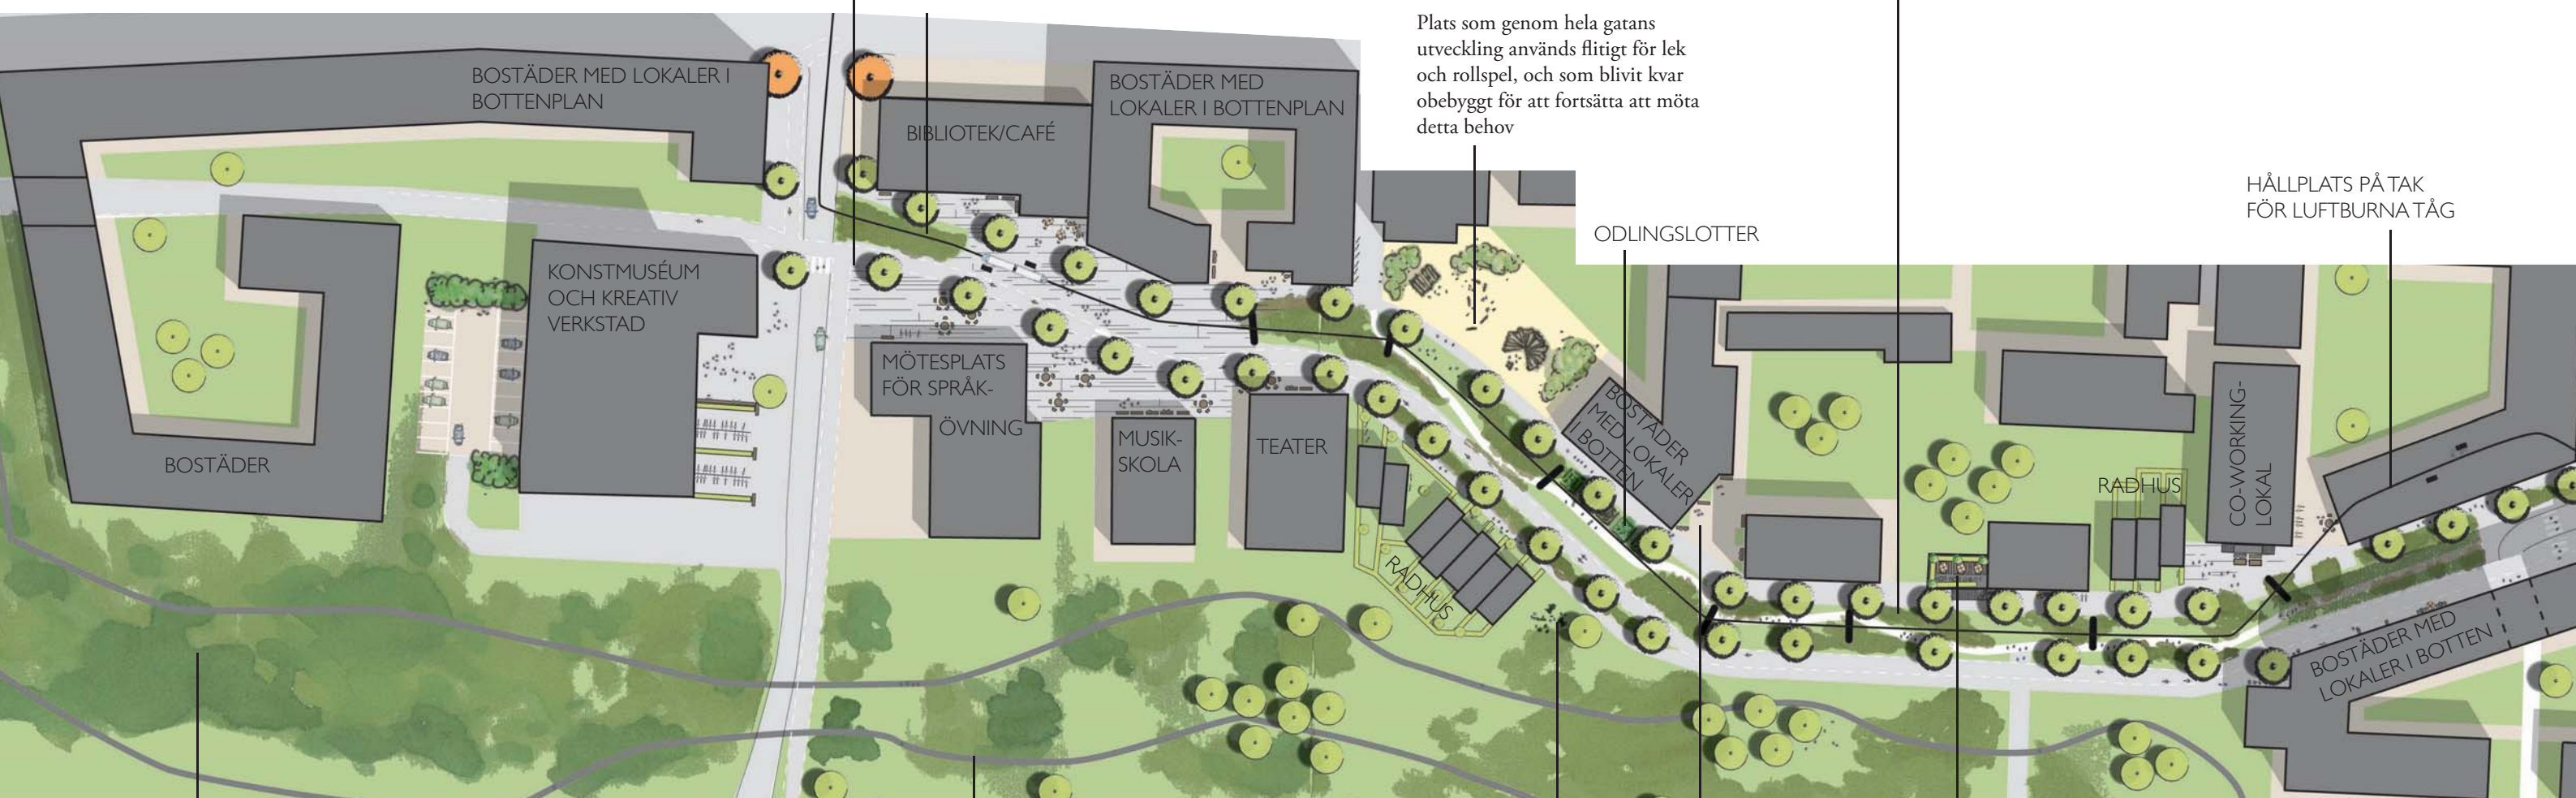 Plats som genom hela gatans
utveckling används flitigt för lek
och rollspel, och som blivit kvar
obebyggt för att fortsätta att möta
detta behov
BOSTÄDER MED LOKALER I
BOTTENPLAN
BIBLIOTEK/CAFÉ
BOSTÄDER MED
LOKALER I BOTTENPLAN
HÅLLPLATS PÅ TAK
FÖR LUFTBURNA TÅG
ODLINGSLOTTER
KONSTMUSÉUM
OCH KREATIV
VERKSTAD
MÖTESPLATS
FÖR SPRÅK-
ÖVNING
MUSIK-
SKOLA
TEATER
BOSTÄDER
BOSTÄDER
MED LOKALER
I BOTTEN
RADHUS
RADHUS
CO-WORKING-
LOKAL
BOSTÄDER MED
LOKALER I BOTTEN